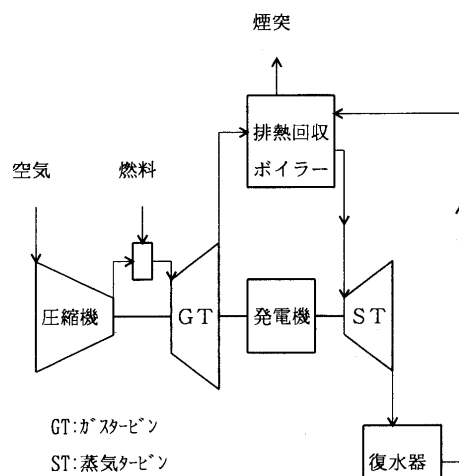 煙突
排熱回収
ボイラー
空気
燃料
圧縮機
GT
発電機
ST
GT:ガスタービン
ST:蒸気タービン
復水器